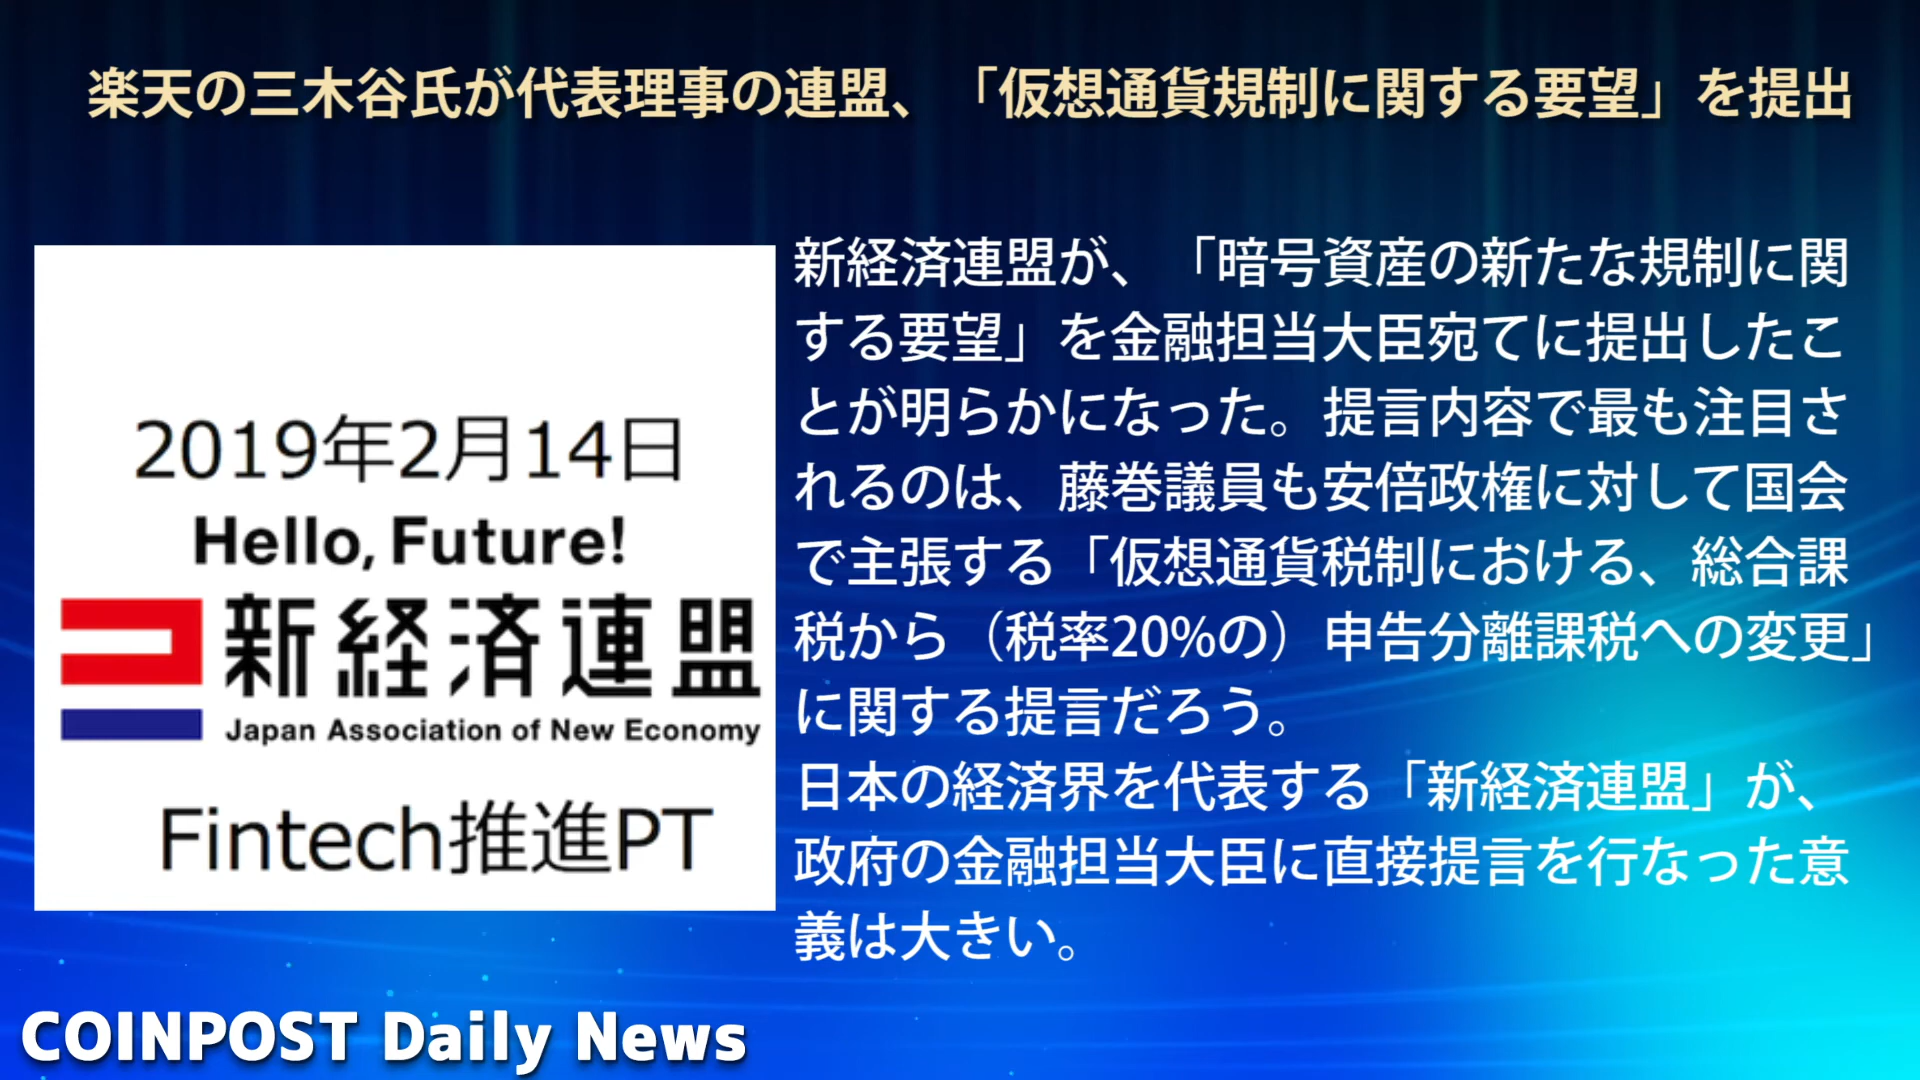 楽天の三木谷氏が代表理事の連盟、「仮想通貨規制に関する要望」を提出
2019年2月14日
Hello, Future!
新経済連盟
Japan Association of New Economy
Fintech推進PT
新経済連盟が、「暗号資産の新たな規制に関
する要望」を金融担当大臣宛てに提出したこ
とが明らかになった。提言内容で最も注目さ
れるのは、藤巻議員も安倍政権に対して国会
で主張する「仮想通貨税制における、総合課
税から（税率20%の）申告分離課税への変更」
に関する提言だろう。
日本の経済界を代表する「新経済連盟」が、
政府の金融担当大臣に直接提言を行なった意
義は大きい。
COINPOST Daily News